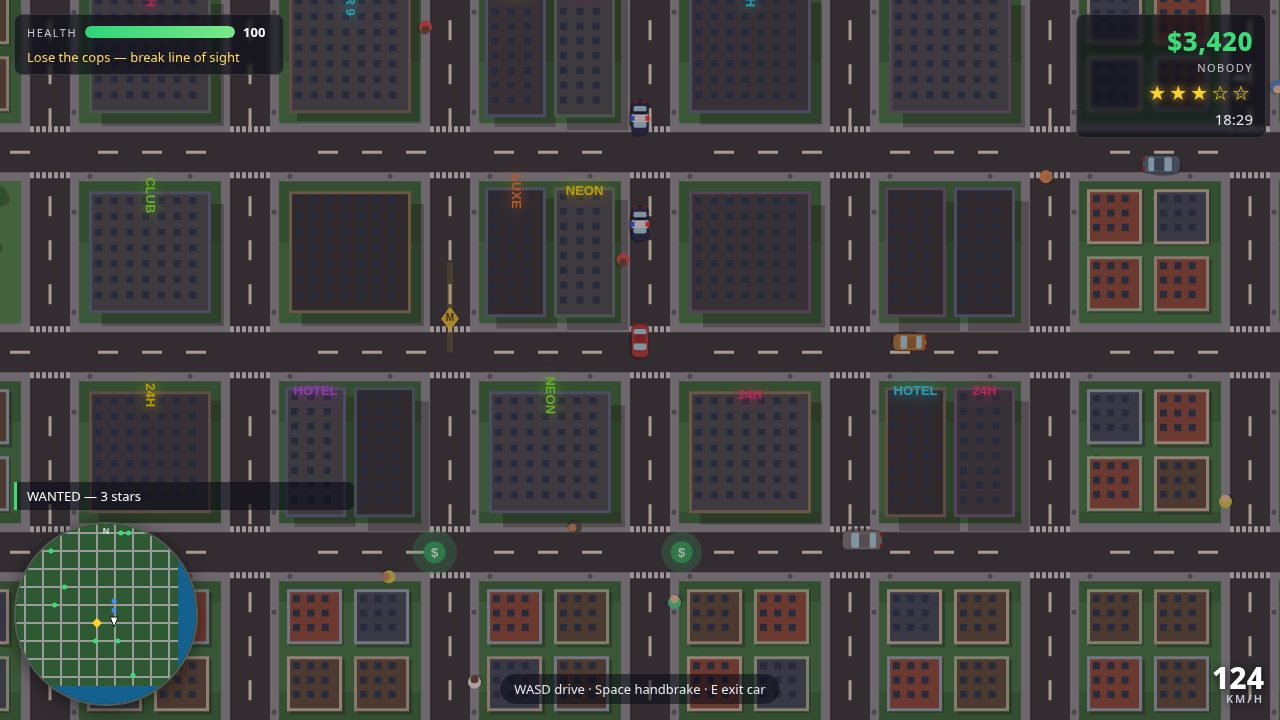 HEALTH 100
Lose the cops — break line of sight
$3,420
NOBODY
★★★☆☆
18:29
CLUB
LUXE
NEON
M
24H
HOTEL
NEON
24H
HOTEL
24H
WANTED — 3 stars
N
$
$
WASD drive · Space handbrake · E exit car
124
KM/H